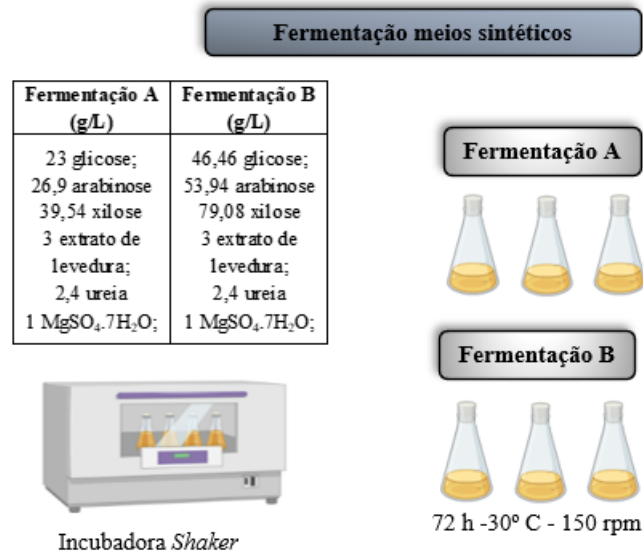 Fermentação meios sintéticos
Fermentação A
(g/L)
23 glicose;
26,9 arabinose
39,54 xilose
3 extrato de
levedura;
2,4 ureia
1 MgSO₄.7H₂O;
Fermentação B
(g/L)
46,46 glicose;
53,94 arabinose
79,08 xilose
3 extrato de
levedura;
2,4 ureia
1 MgSO₄.7H₂O;
Fermentação A
Fermentação B
72 h -30º C - 150 rpm
Incubadora Shaker